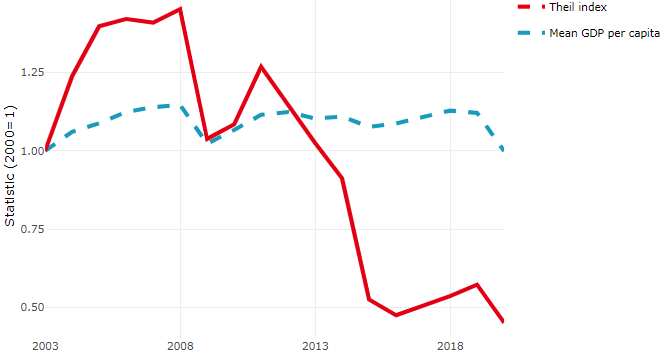 Theil index
Mean GDP per capita
Statistic (2000=1)
1.25
1.00
0.75
0.50
2003
2008
2013
2018